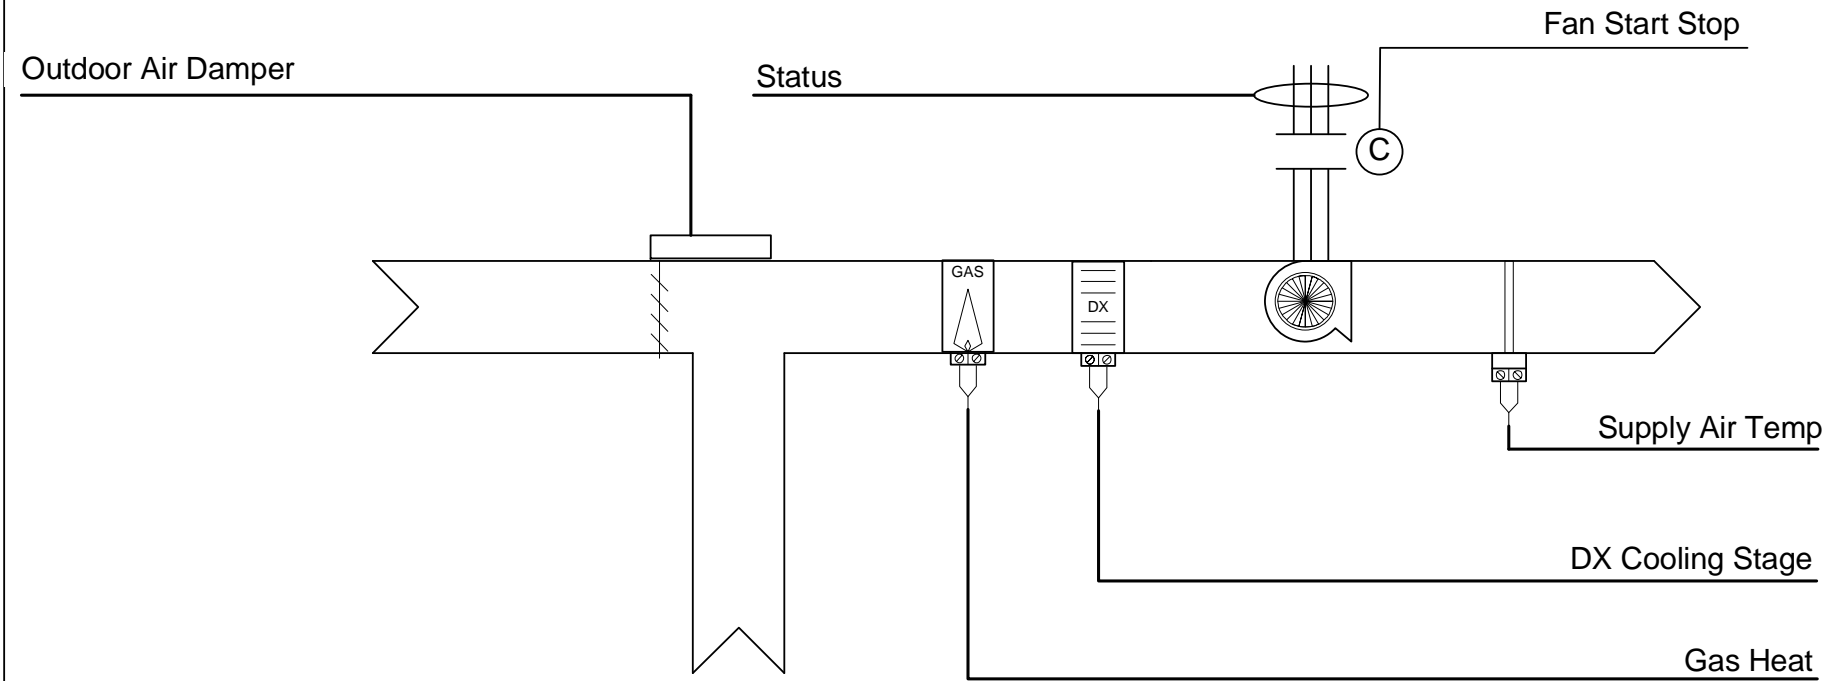 Fan Start Stop
Outdoor Air Damper
Status
C
GAS
DX
Supply Air Temp
DX Cooling Stage
Gas Heat